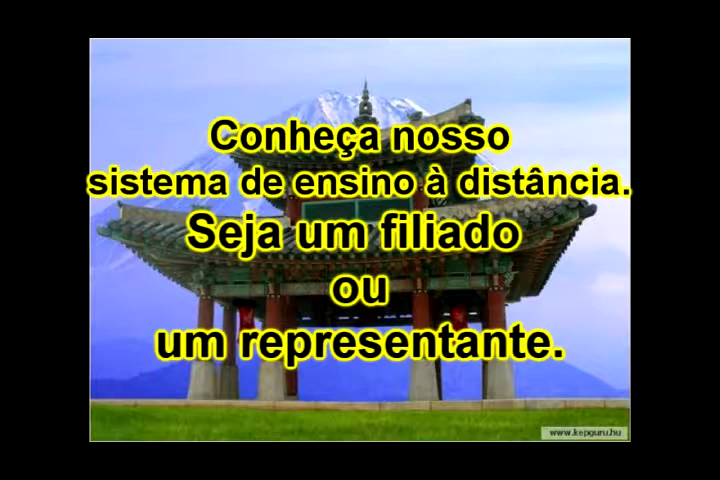 Conheça nosso
sistema de ensino à distância.
Seja um filiado
ou
um representante.
www.kepguru.hu